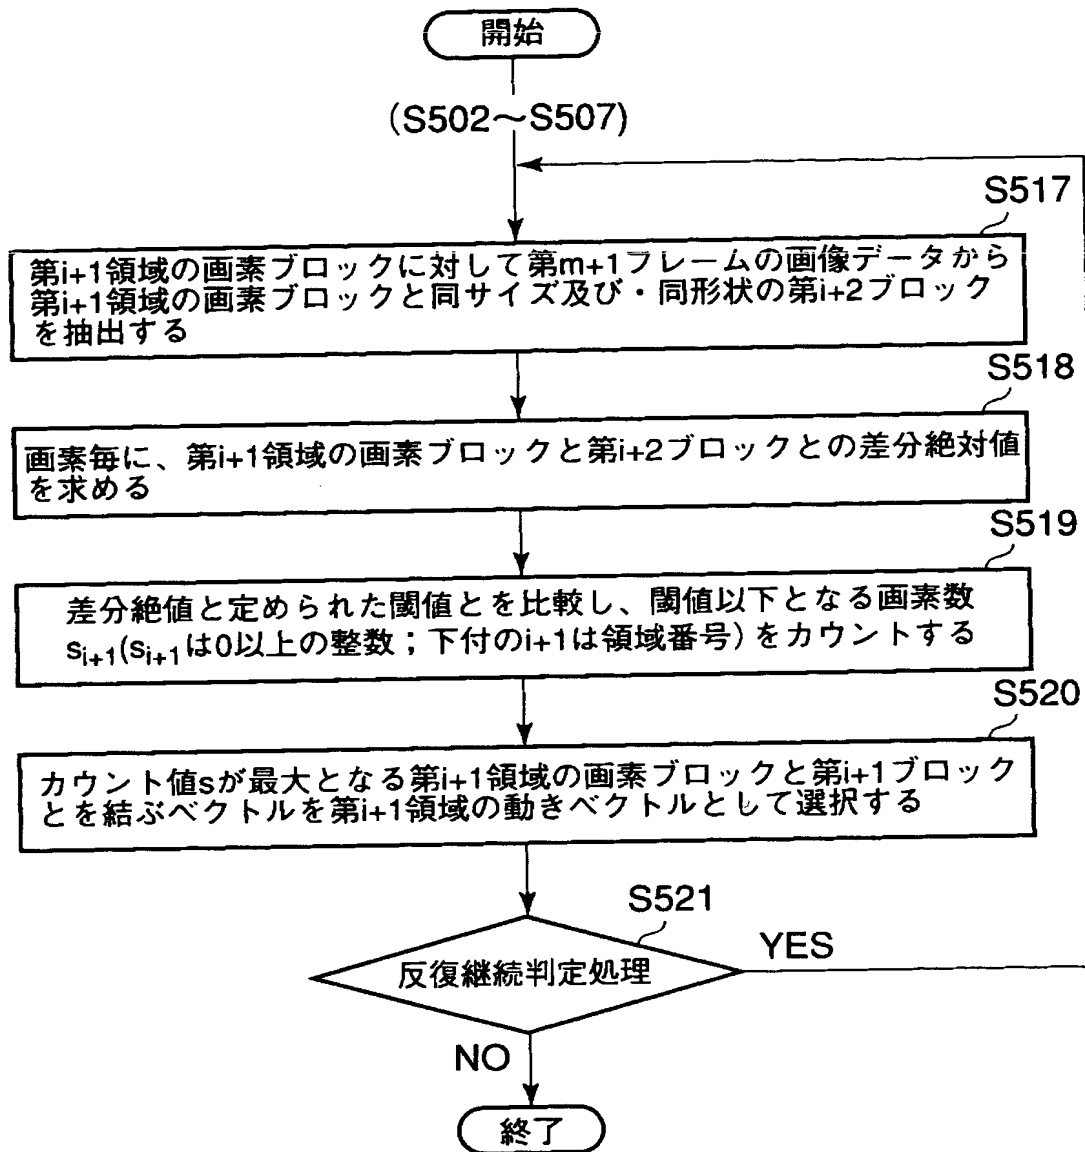 開始
(S502～S507)
S517
第i+1領域の画素ブロックに対して第m+1フレームの画像データから
第i+1領域の画素ブロックと同サイズ及び・同形状の第i+2ブロック
を抽出する
S518
画素毎に、第i+1領域の画素ブロックと第i+2ブロックとの差分絶対値
を求める
S519
差分絶値と定められた閾値とを比較し、閾値以下となる画素数
si+1(si+1は0以上の整数；下付のi+1は領域番号)をカウントする
S520
カウント値sが最大となる第i+1領域の画素ブロックと第i+1ブロック
とを結ぶベクトルを第i+1領域の動きベクトルとして選択する
S521
反復継続判定処理
YES
NO
終了